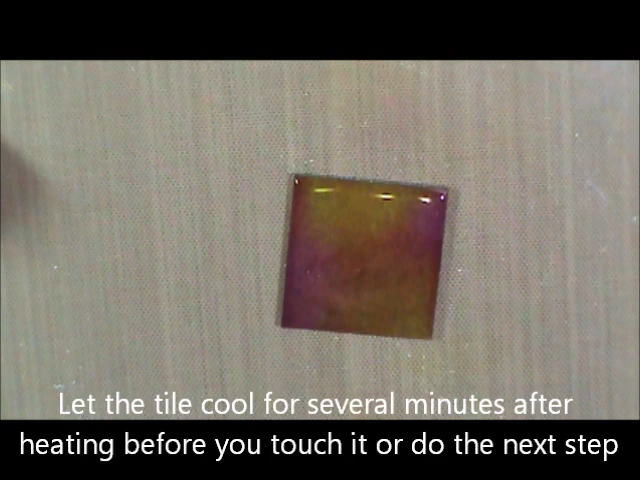 Let the tile cool for several minutes after
heating before you touch it or do the next step